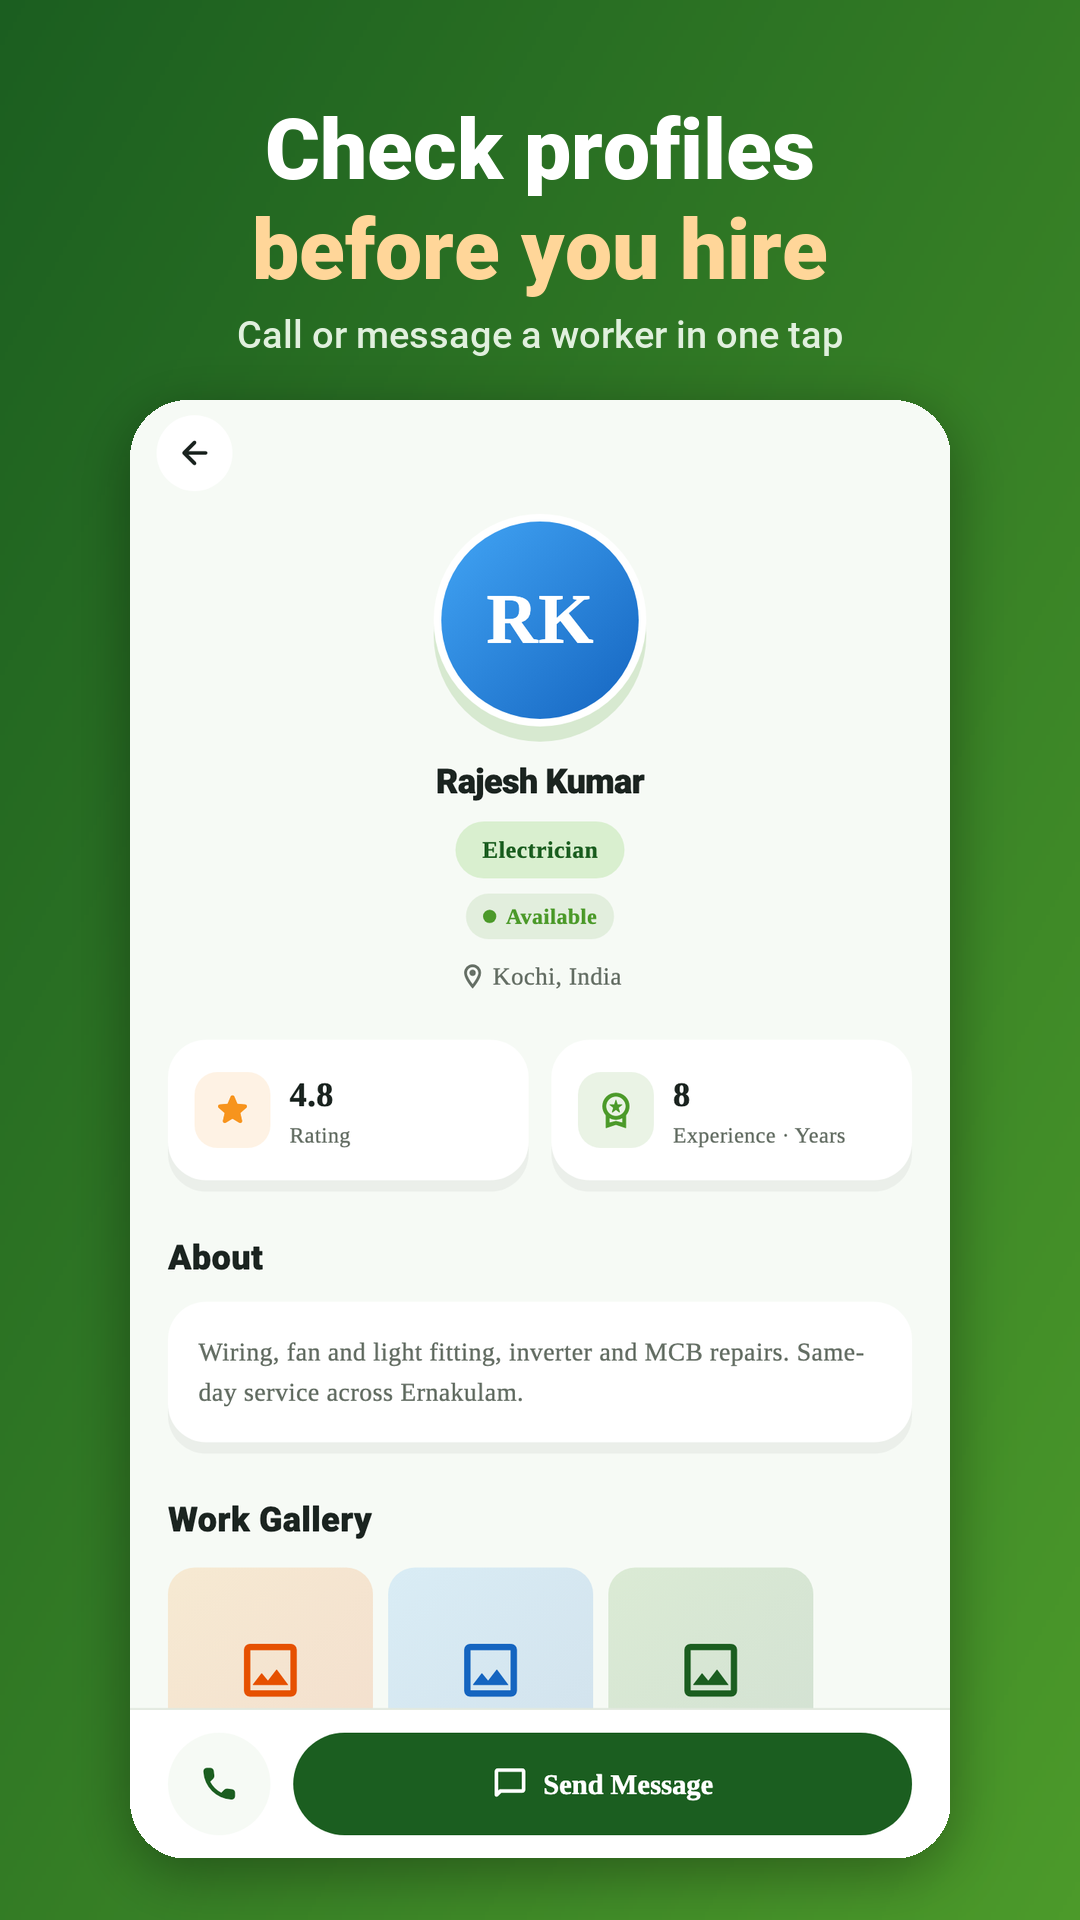 Check profiles
before you hire
Call or message a worker in one tap
RK
Rajesh Kumar
Electrician
Available
Kochi, India
4.8
Rating
8
Experience · Years
About
Wiring, fan and light fitting, inverter and MCB repairs. Same-
day service across Ernakulam.
Work Gallery
Send Message